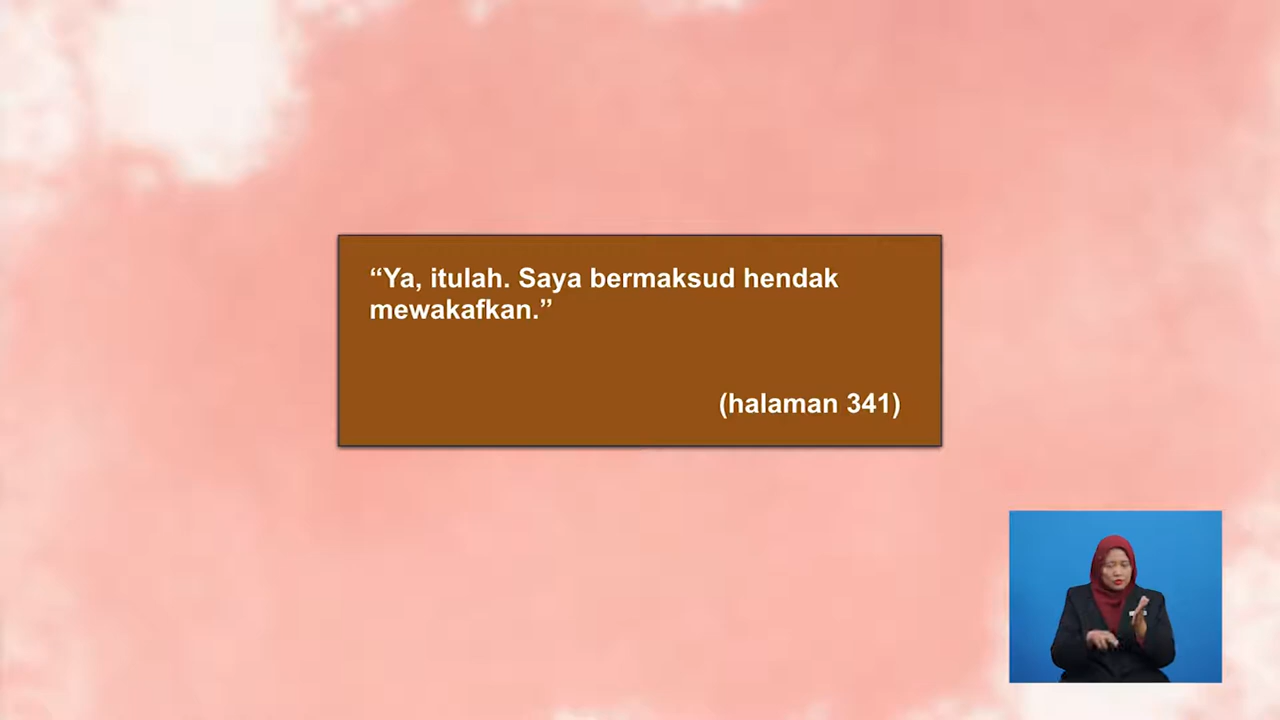 “Ya, itulah. Saya bermaksud hendak
mewakafkan.”
(halaman 341)